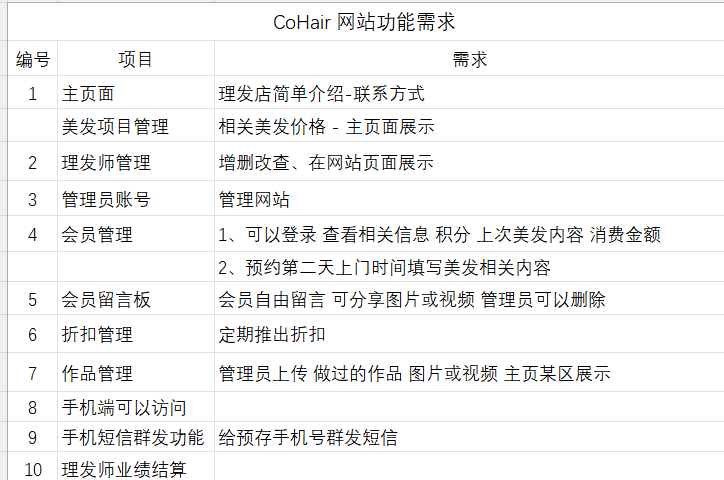 CoHair 网站功能需求
编号 项目 需求
1 主页面 理发店简单介绍-联系方式
美发项目管理 相关美发价格 - 主页面展示
2 理发师管理 增删改查、在网站页面展示
3 管理员账号 管理网站
4 会员管理 1、可以登录 查看相关信息 积分 上次美发内容 消费金额
2、预约第二天上门时间填写美发相关内容
5 会员留言板 会员自由留言 可分享图片或视频 管理员可以删除
6 折扣管理 定期推出折扣
7 作品管理 管理员上传 做过的作品 图片或视频 主页某区展示
8 手机端可以访问
9 手机短信群发功能 给预存手机号群发短信
10 理发师业绩结算